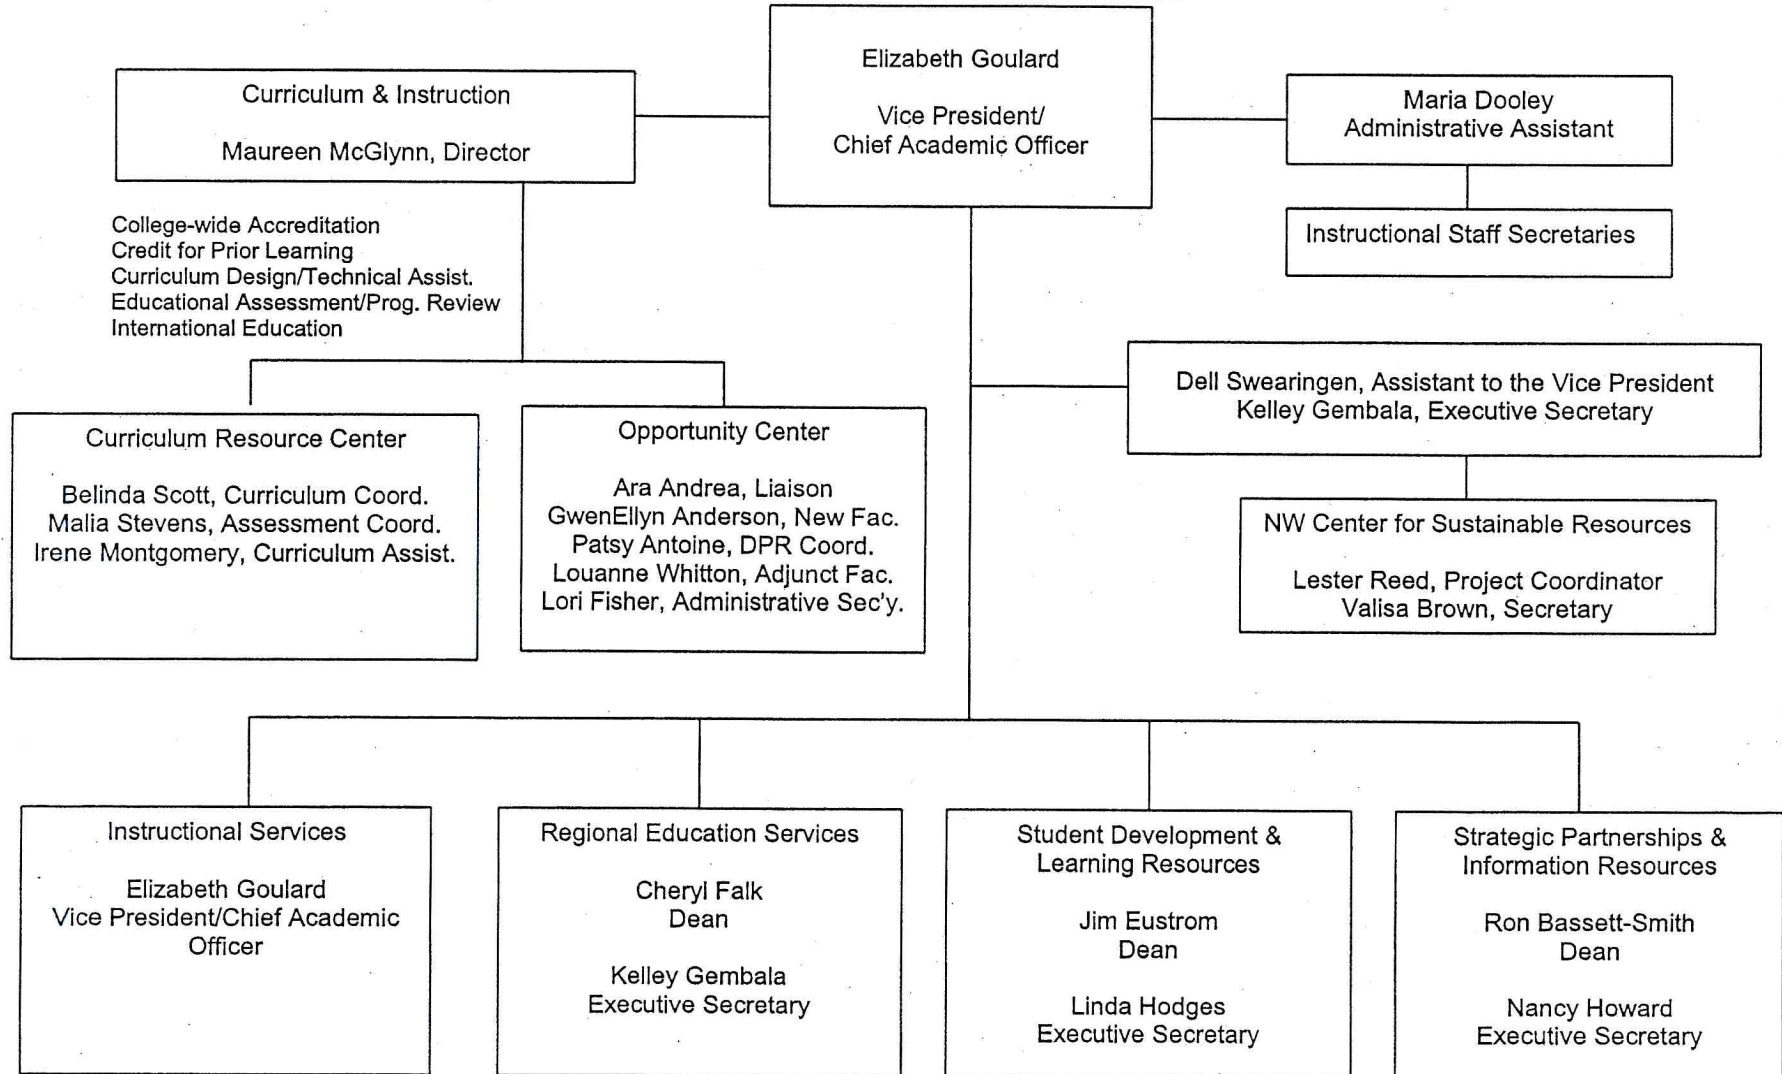 Elizabeth Goulard
Vice President/
Chief Academic Officer
Curriculum & Instruction
Maureen McGlynn, Director
Maria Dooley
Administrative Assistant
Instructional Staff Secretaries
College-wide Accreditation
Credit for Prior Learning
Curriculum Design/Technical Assist.
Educational Assessment/Prog. Review
International Education
Dell Swearingen, Assistant to the Vice President
Kelley Gembala, Executive Secretary
Curriculum Resource Center
Belinda Scott, Curriculum Coord.
Malia Stevens, Assessment Coord.
Irene Montgomery, Curriculum Assist.
Opportunity Center
Ara Andrea, Liaison
GwenEllyn Anderson, New Fac.
Patsy Antoine, DPR Coord.
Louanne Whitton, Adjunct Fac.
Lori Fisher, Administrative Sec'y.
NW Center for Sustainable Resources
Lester Reed, Project Coordinator
Valisa Brown, Secretary
Instructional Services
Elizabeth Goulard
Vice President/Chief Academic
Officer
Regional Education Services
Cheryl Falk
Dean
Kelley Gembala
Executive Secretary
Student Development &
Learning Resources
Jim Eustrom
Dean
Linda Hodges
Executive Secretary
Strategic Partnerships &
Information Resources
Ron Bassett-Smith
Dean
Nancy Howard
Executive Secretary